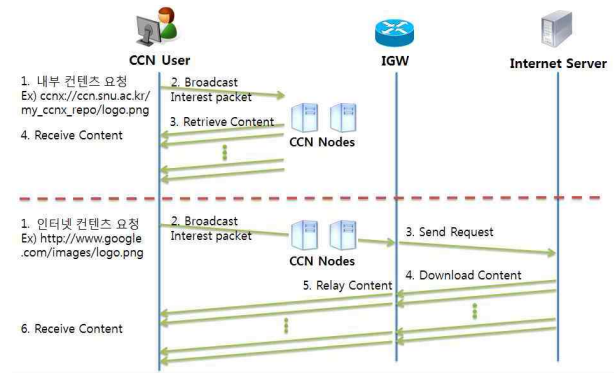 CCN User
IGW
Internet Server
1. 내부 컨텐츠 요청
Ex) ccnx://ccn.snu.ac.kr/
my_ccnx_repo/logo.png
2. Broadcast
Interest packet
3. Retrieve Content
4. Receive Content
CCN Nodes
1. 인터넷 컨텐츠 요청
Ex) http://www.google
.com/images/logo.png
2. Broadcast
Interest packet
CCN Nodes
3. Send Request
4. Download Content
5. Relay Content
6. Receive Content